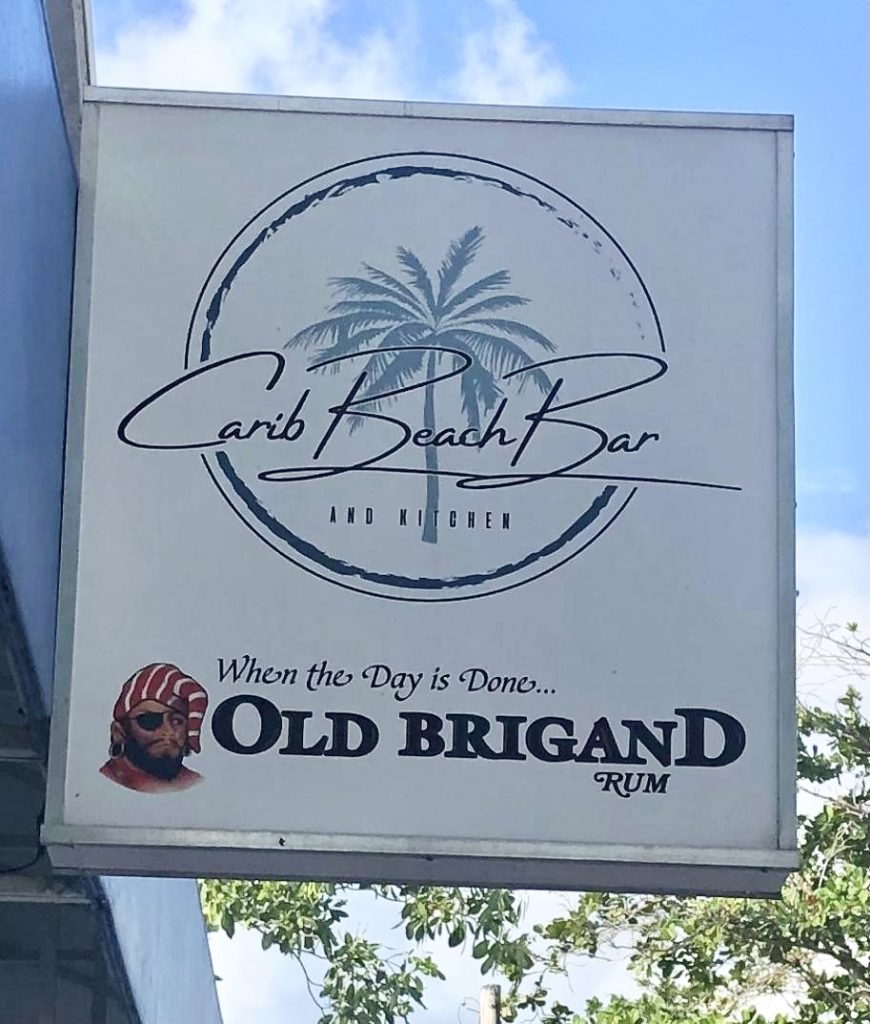 Carib Beach Bar
AND KITCHEN
When the Day is Done...
OLD BRIGAND
RUM